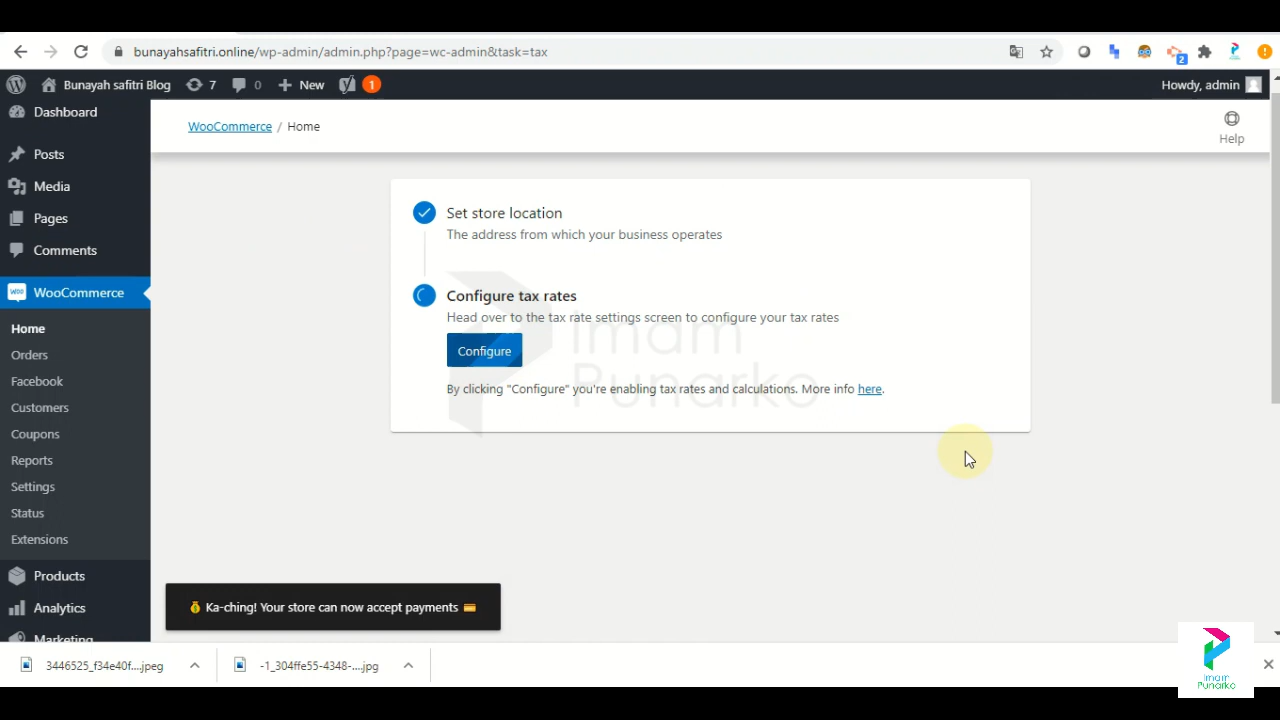 bunayahsafitri.online/wp-admin/admin.php?page=wc-admin&task=tax
2
Bunayah safitri Blog
7
0
New
1
Howdy, admin
Dashboard
Posts
Media
Pages
Comments
WooCommerce
Home
Orders
Facebook
Customers
Coupons
Reports
Settings
Status
Extensions
Products
Analytics
Marketing
WooCommerce / Home
Help
Set store location
The address from which your business operates
Configure tax rates
Head over to the tax rate settings screen to configure your tax rates
Configure
By clicking "Configure" you're enabling tax rates and calculations. More info here.
Imam
Punarko
Ka-ching! Your store can now accept payments
3446525_f34e40f....jpeg
-1_304ffe55-4348-....jpg
Imam
Punarko